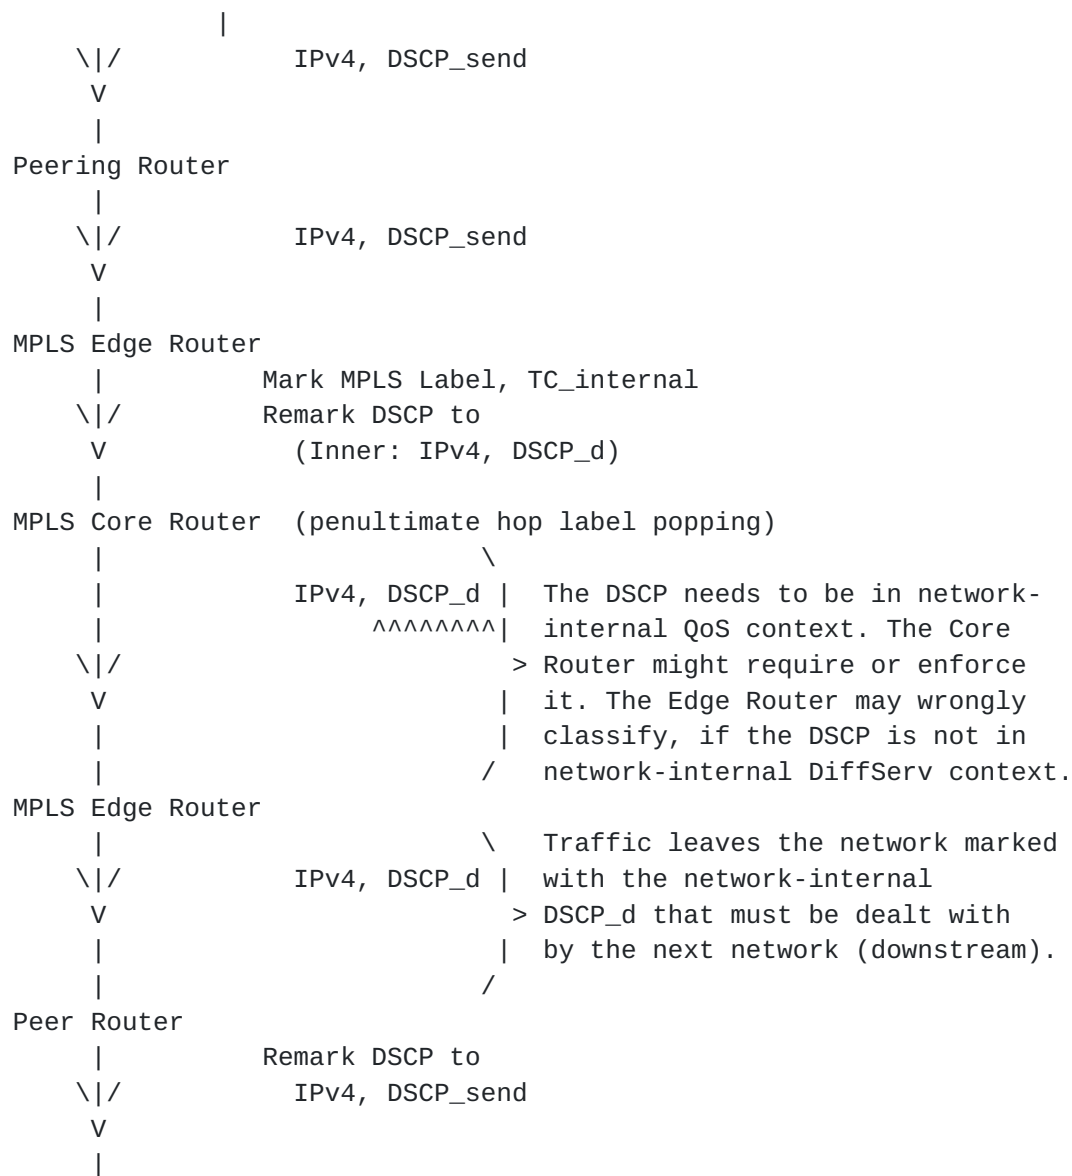 |
    \|/           IPv4, DSCP_send
     V
     |
Peering Router
     |
    \|/           IPv4, DSCP_send
     V
     |
MPLS Edge Router
     |          Mark MPLS Label, TC_internal
    \|/         Remark DSCP to
     V            (Inner: IPv4, DSCP_d)
     |
MPLS Core Router  (penultimate hop label popping)
     |                        \
     |            IPv4, DSCP_d |  The DSCP needs to be in network-
     |                 ^^^^^^^^|  internal QoS context. The Core
    \|/                         > Router might require or enforce
     V                         |  it. The Edge Router may wrongly
     |                         |  classify, if the DSCP is not in
     |                        /   network-internal DiffServ context.
MPLS Edge Router
     |                        \   Traffic leaves the network marked
    \|/           IPv4, DSCP_d |  with the network-internal
     V                          > DSCP_d that must be dealt with
     |                         |  by the next network (downstream).
     |                        /
Peer Router
     |          Remark DSCP to
    \|/           IPv4, DSCP_send
     V
     |